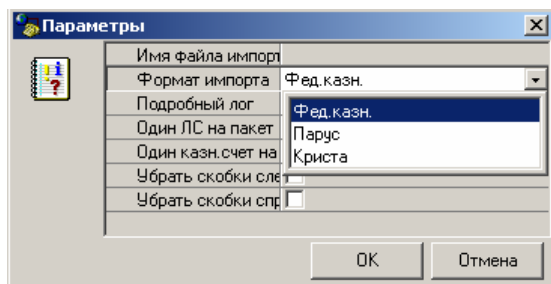 Параметры
Имя файла импорт
Формат импорта Фед.казн.
Подробный лог
Фед.казн.
Один ЛС на пакет
Парус
Один казн.счет на
Криста
Убрать скобки сле
Убрать скобки спр
OK
Отмена